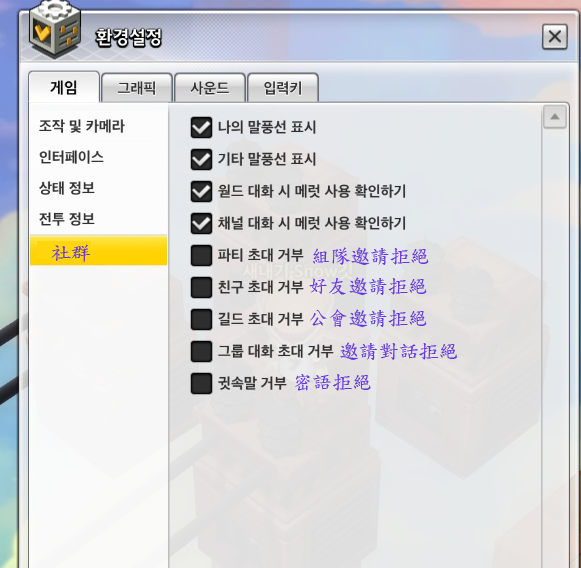 환경설정
게임 그래픽 사운드 입력키
조작 및 카메라
인터페이스
상태 정보
전투 정보
社群
나의 말풍선 표시
기타 말풍선 표시
월드 대화 시 메럿 사용 확인하기
채널 대화 시 메럿 사용 확인하기
파티 초대 거부 組隊邀請拒絕
친구 초대 거부 好友邀請拒絕
길드 초대 거부 公會邀請拒絕
그룹 대화 초대 거부 邀請對話拒絕
귓속말 거부 密語拒絕